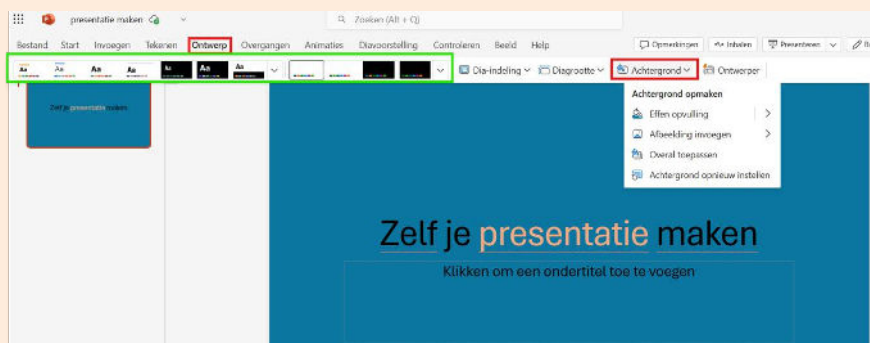 presentatie maken
Zoeken (Alt + Q)
Bestand Start Invoegen Tekenen Ontwerp Overgangen Animaties Diavoorstelling Controleren Beeld Help Opmerkingen Inhalen Presenteren
Aa Aa Aa Aa Aa Aa Aa Dia-indeling Diagrootte Achtergrond Ontwerper
Achtergrond opmaken
Effen opvulling
Afbeelding invoegen
Overal toepassen
Achtergrond opnieuw instellen
Zelf je presentatie maken
Zelf je presentatie maken
Klikken om een ondertitel toe te voegen